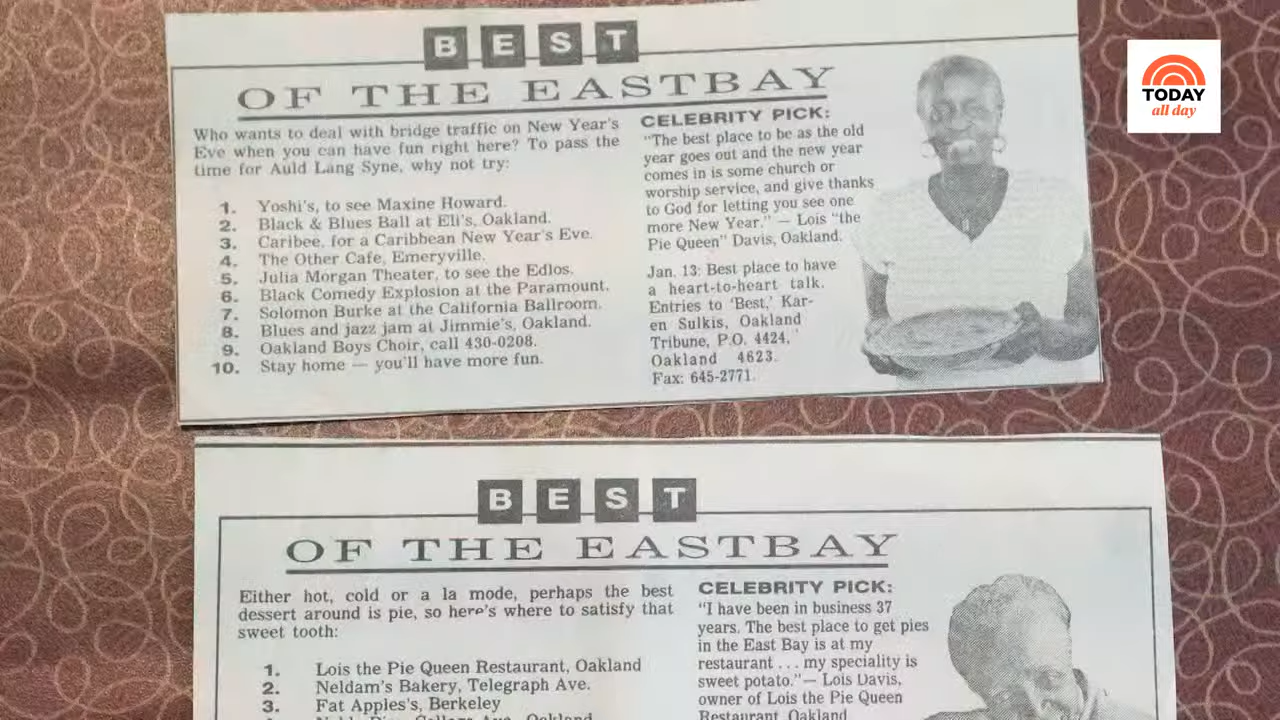 BEST
OF THE EASTBAY
Who wants to deal with bridge traffic on New Year's
Eve when you can have fun right here? To pass the
time for Auld Lang Syne, why not try:
1. Yoshi's, to see Maxine Howard.
2. Black & Blues Ball at Eli's, Oakland.
3. Caribee, for a Caribbean New Year's Eve.
4. The Other Cafe, Emeryville.
5. Julia Morgan Theater, to see the Edlos.
6. Black Comedy Explosion at the Paramount.
7. Solomon Burke at the California Ballroom.
8. Blues and jazz jam at Jimmie's, Oakland.
9. Oakland Boys Choir, call 430-0208.
10. Stay home — you'll have more fun.
CELEBRITY PICK:
"The best place to be as the old
year goes out and the new year
comes in is some church or
worship service, and give thanks
to God for letting you see one
more New Year." — Lois "the
Pie Queen" Davis, Oakland.
Jan. 13: Best place to have
a heart-to-heart talk.
Entries to 'Best,' Kar-
en Sulkis, Oakland
Tribune, P.O. 4424,
Oakland 4623.
Fax: 645-2771.
TODAY
all day
BEST
OF THE EASTBAY
Either hot, cold or a la mode, perhaps the best
dessert around is pie, so here's where to satisfy that
sweet tooth:
1. Lois the Pie Queen Restaurant, Oakland
2. Neldam's Bakery, Telegraph Ave.
3. Fat Apples's, Berkeley
CELEBRITY PICK:
"I have been in business 37
years. The best place to get pies
in the East Bay is at my
restaurant . . . my speciality is
sweet potato."— Lois Davis,
owner of Lois the Pie Queen
Restaurant, Oakland